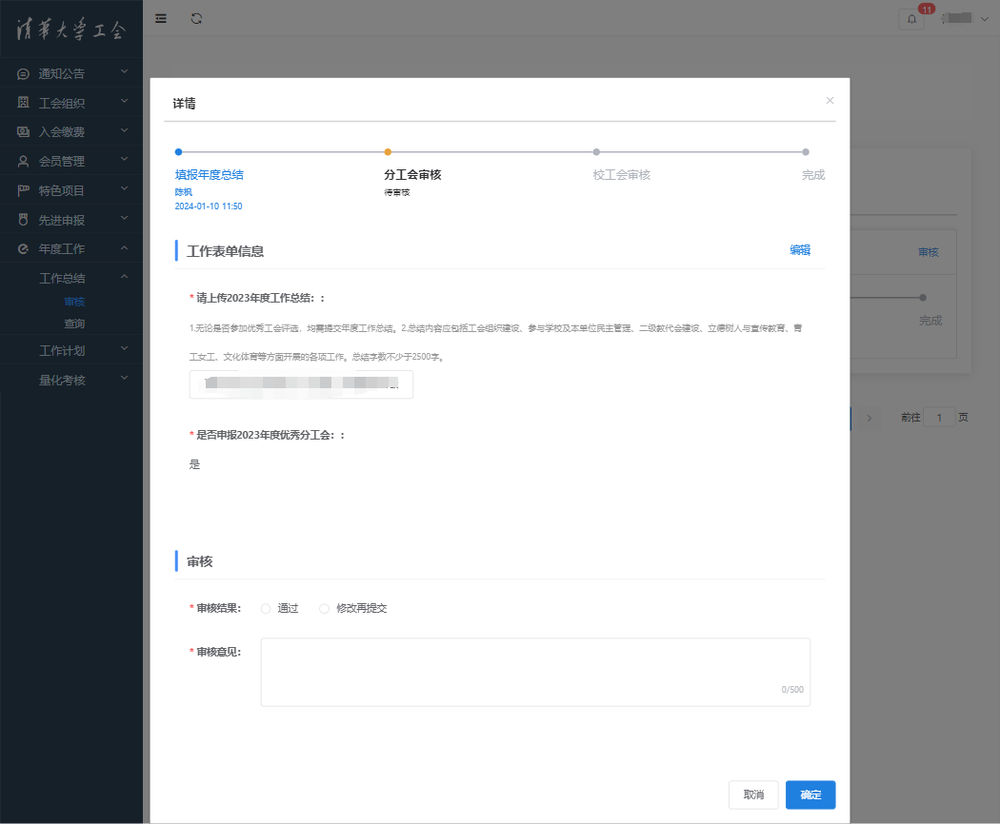 清华大学工会
11
通知公告
工会组织
入会缴费
会员管理
特色项目
先进申报
年度工作
工作总结
审核
查询
工作计划
量化考核
详情
填报年度总结
陈枫
2024-01-10 11:50
分工会审核
待审核
校工会审核
完成
工作表单信息
编辑
*请上传2023年度工作总结：:
1.无论是否参加优秀工会评选，均需提交年度工作总结。2.总结内容应包括工会组织建设、参与学校及本单位民主管理、二级教代会建设、立德树人与宣传教育、青
工女工、文化体育等方面开展的各项工作。总结字数不少于2500字。
*是否申报2023年度优秀分工会：:
是
审核
*审核结果:
通过
修改再提交
*审核意见:
0/500
取消
确定
审核
完成
前往 1 页